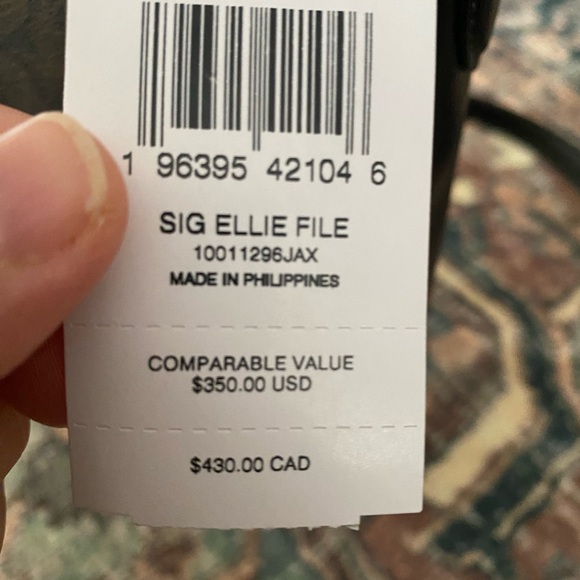 1 96395 42104 6
SIG ELLIE FILE
10011296JAX
MADE IN PHILIPPINES
COMPARABLE VALUE
$350.00 USD
$430.00 CAD